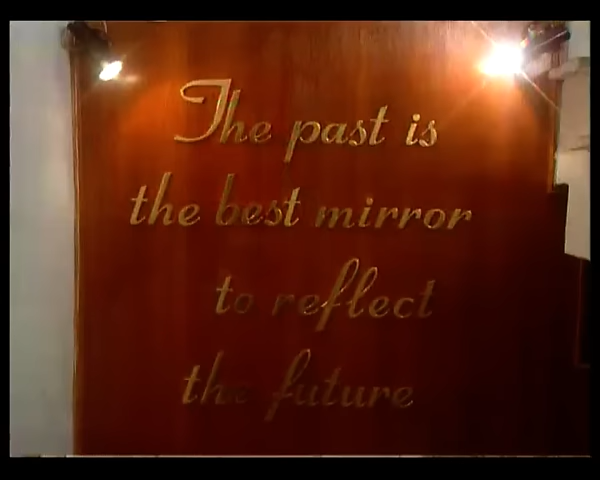 The past is
the best mirror
to reflect
the future